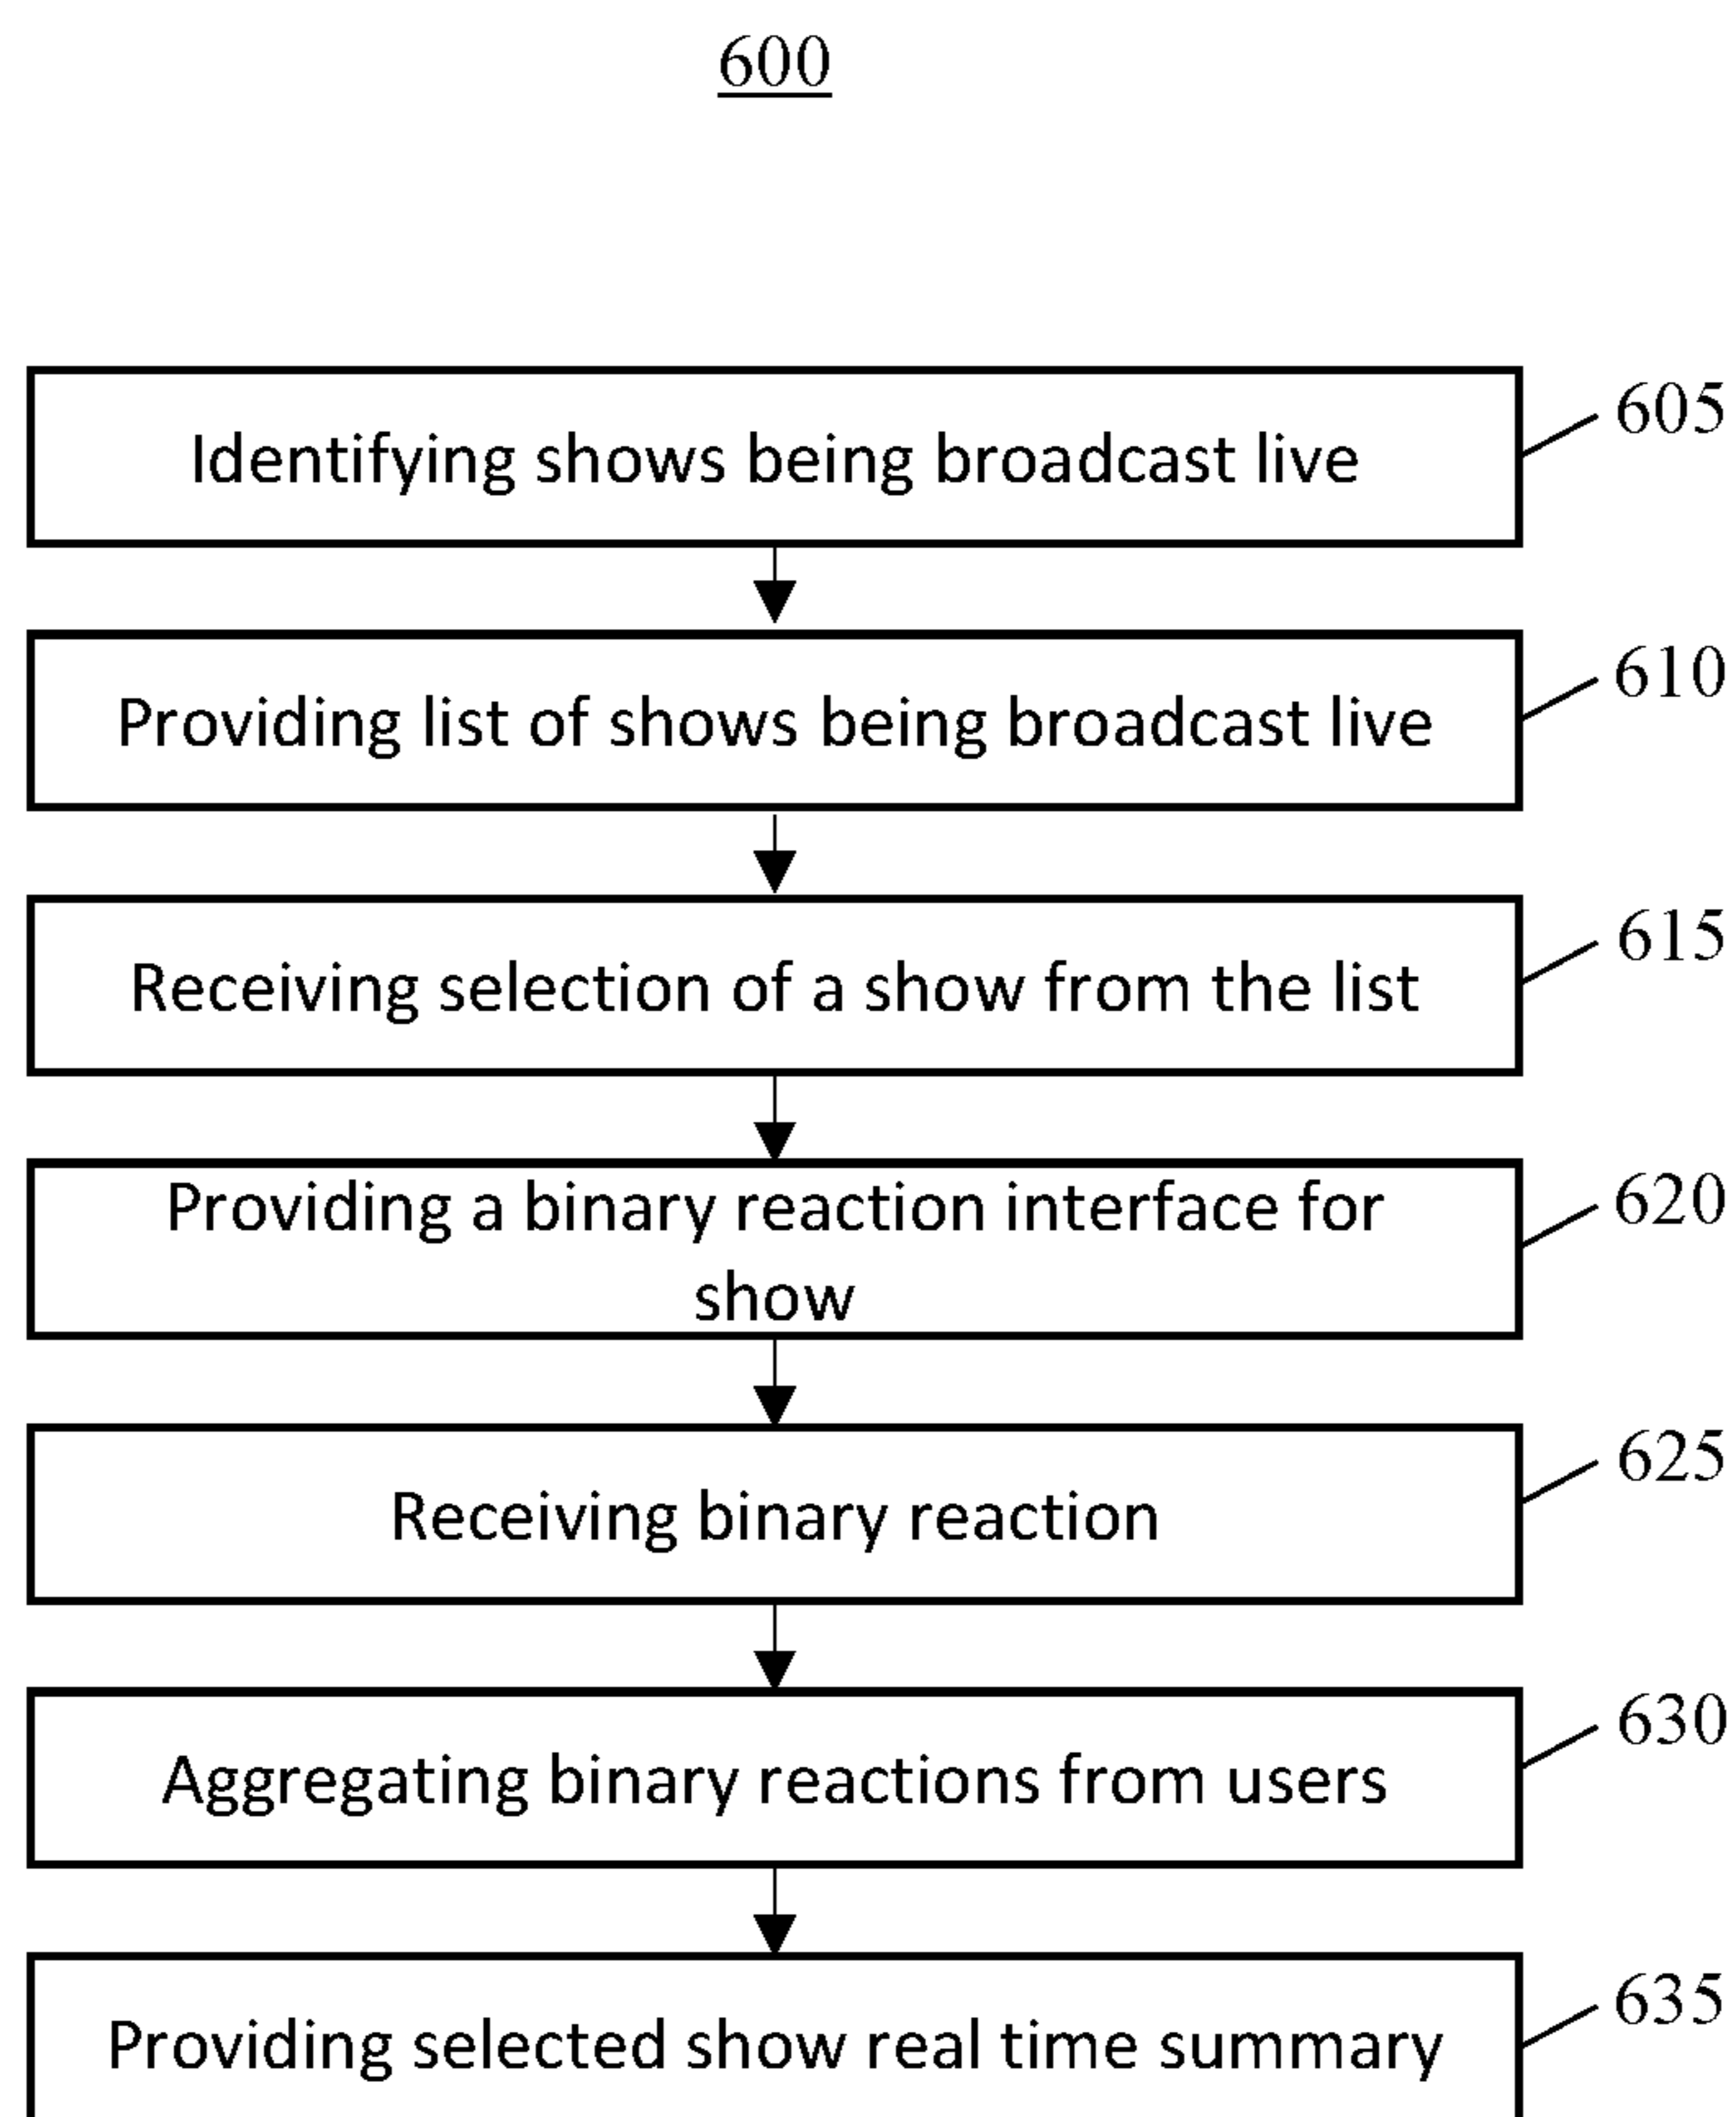 600
Identifying shows being broadcast live
605
Providing list of shows being broadcast live
610
Receiving selection of a show from the list
615
Providing a binary reaction interface for
show
620
Receiving binary reaction
625
Aggregating binary reactions from users
630
Providing selected show real time summary
635